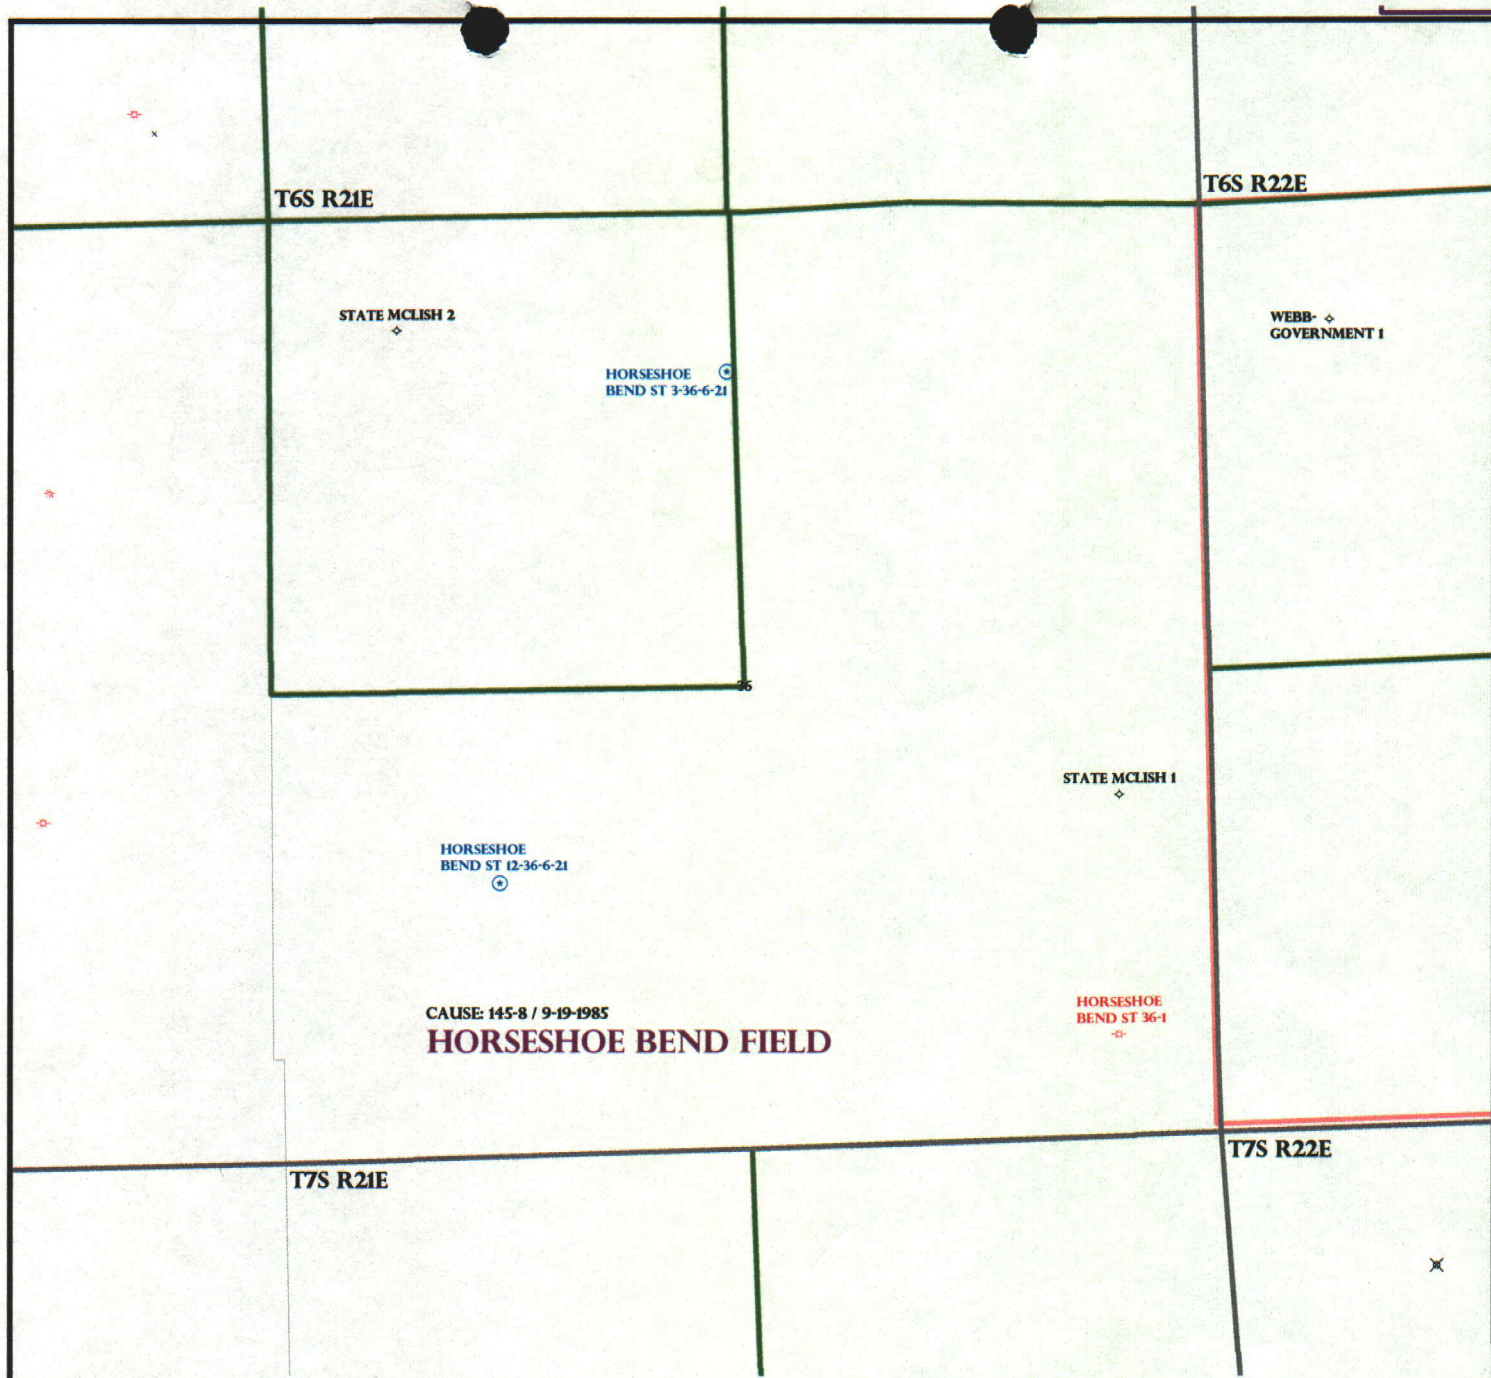 T6S R21E
T6S R22E
STATE MCLISH 2
WEBB-
GOVERNMENT 1
HORSESHOE
BEND ST 3-36-6-21
36
STATE MCLISH 1
HORSESHOE
BEND ST 12-36-6-21
HORSESHOE
BEND ST 36-1
CAUSE: 145-8 / 9-19-1985
HORSESHOE BEND FIELD
T7S R21E
T7S R22E